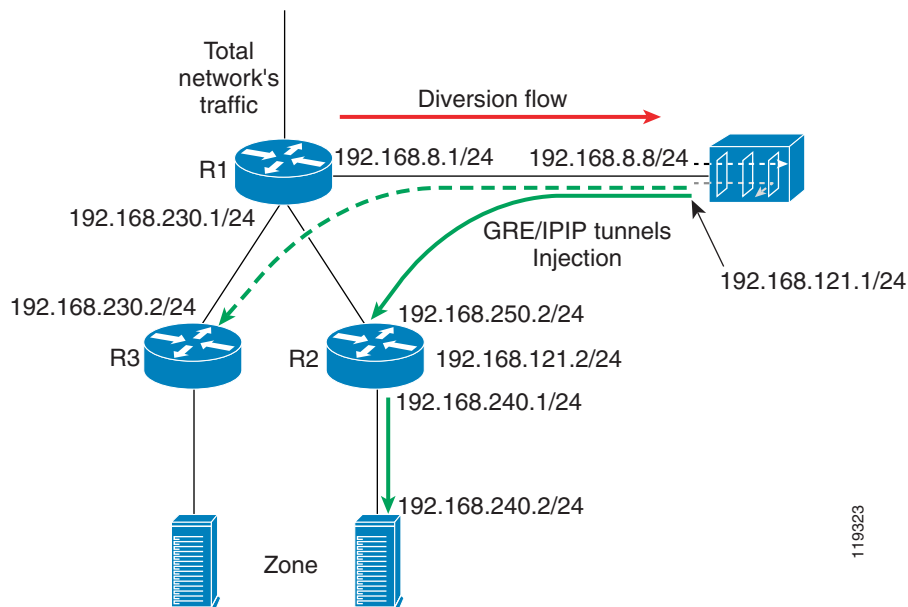 Total
network's
traffic
Diversion flow
R1
192.168.8.1/24
192.168.8.8/24
192.168.230.1/24
GRE/IPIP tunnels
Injection
192.168.121.1/24
192.168.230.2/24
192.168.250.2/24
R3
R2
192.168.121.2/24
192.168.240.1/24
192.168.240.2/24
Zone
119323